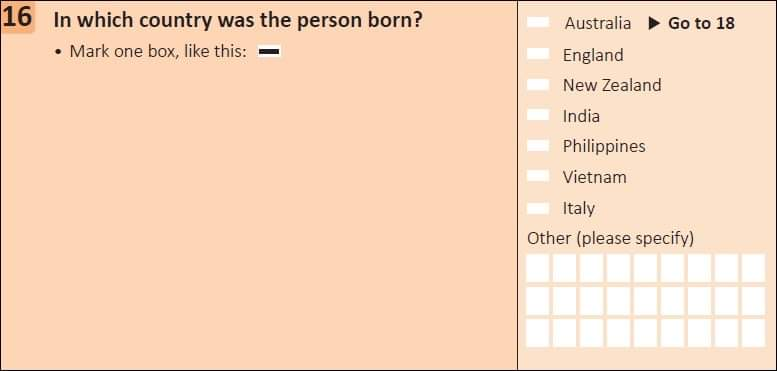 16 In which country was the person born?
• Mark one box, like this:
Australia ▶ Go to 18
England
New Zealand
India
Philippines
Vietnam
Italy
Other (please specify)